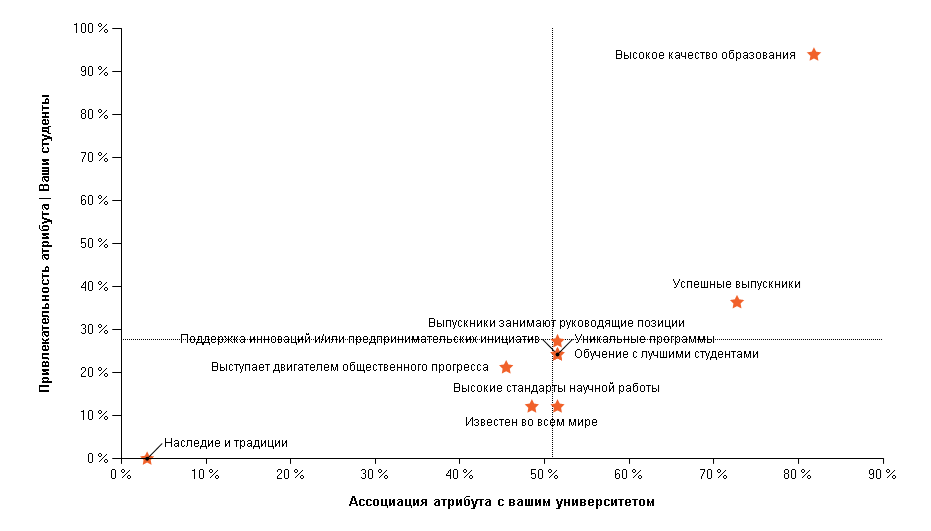 100 %
Высокое качество образования
90 %
80 %
70 %
60 %
50 %
40 %
Успешные выпускники
30 %
Выпускники занимают руководящие позиции
Поддержка инноваций и/или предпринимательских инициатив
Уникальные программы
Обучение с лучшими студентами
Выступает двигателем общественного прогресса
20 %
Высокие стандарты научной работы
10 %
Известен во всем мире
Наследие и традиции
0 %
0 % 10 % 20 % 30 % 40 % 50 % 60 % 70 % 80 % 90 %
Ассоциация атрибута с вашим университетом
Привлекательность атрибута | Ваши студенты